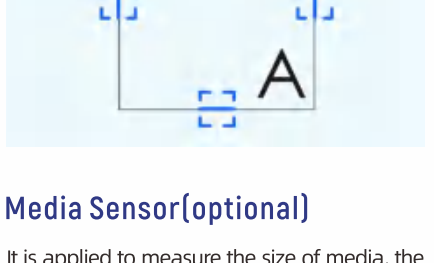 A
Media Sensor(optional)
It is applied to measure the size of media, the